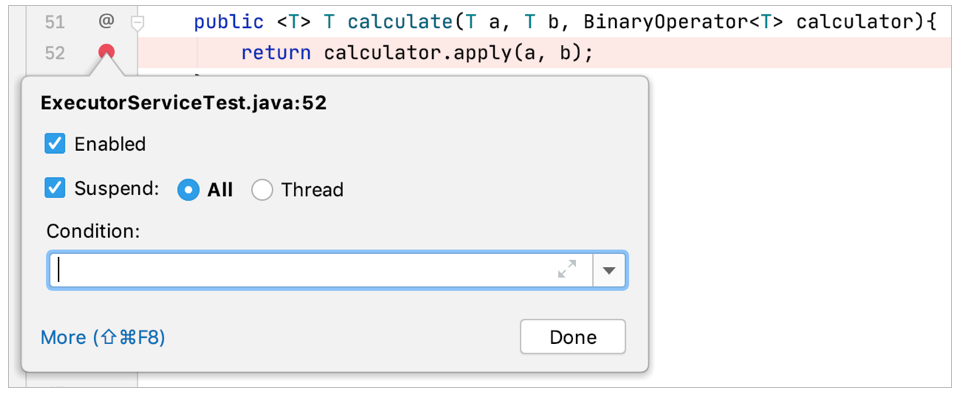 51 @ public <T> T calculate(T a, T b, BinaryOperator<T> calculator){
52 return calculator.apply(a, b);
ExecutorServiceTest.java:52
Enabled
Suspend: All Thread
Condition:
More (⇧⌘F8) Done